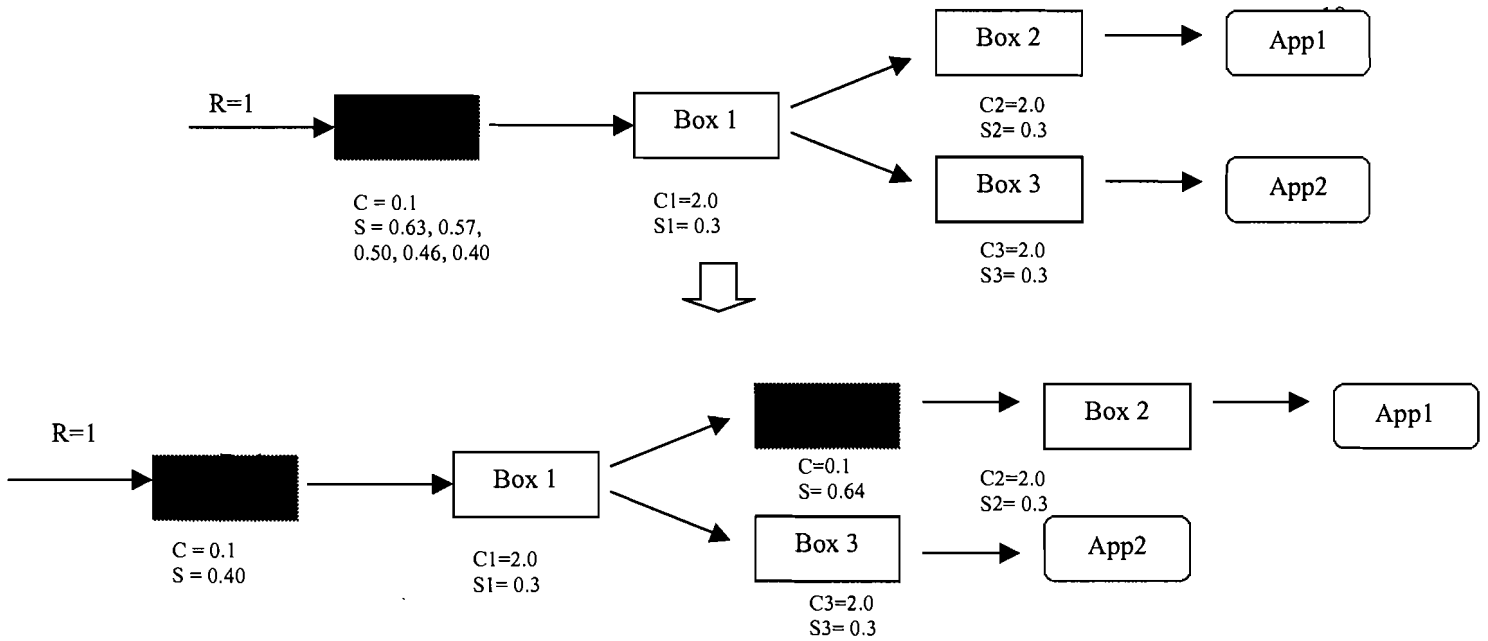 Box 2
App1
R=1
Box 1
C2=2.0
S2= 0.3
Box 3
App2
C = 0.1
S = 0.63, 0.57,
0.50, 0.46, 0.40
C1=2.0
S1= 0.3
C3=2.0
S3= 0.3
R=1
Box 2
App1
Box 1
C=0.1
S= 0.64
C2=2.0
S2= 0.3
Box 3
App2
C = 0.1
S = 0.40
C1=2.0
S1= 0.3
C3=2.0
S3= 0.3